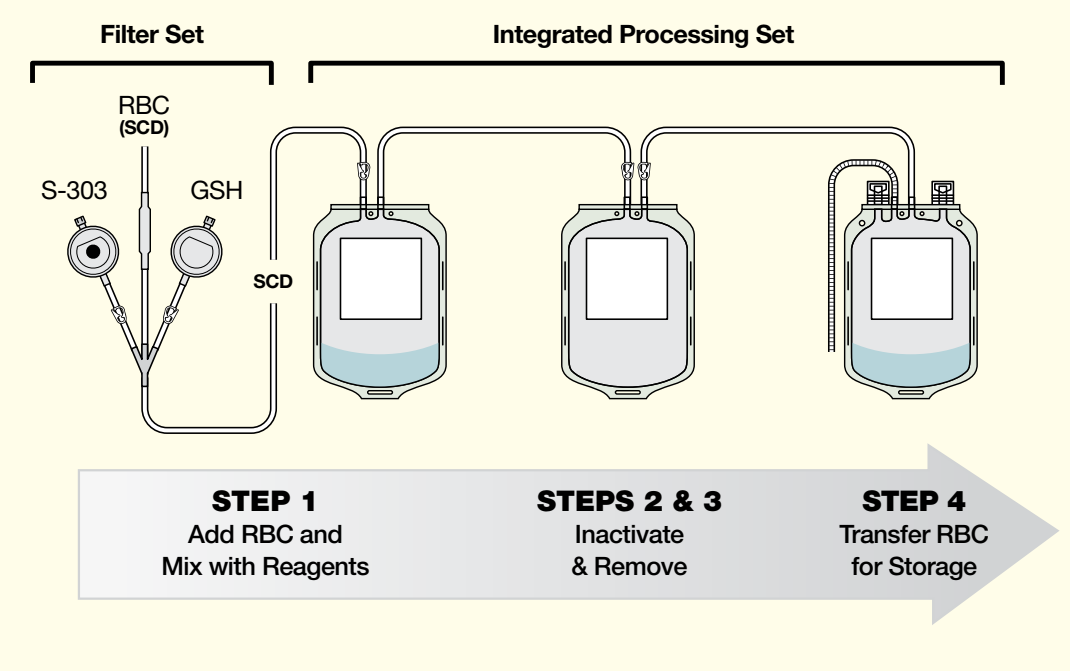 Filter Set
Integrated Processing Set
RBC
(SCD)
S-303
GSH
SCD
STEP 1
Add RBC and
Mix with Reagents
STEPS 2 & 3
Inactivate
& Remove
STEP 4
Transfer RBC
for Storage